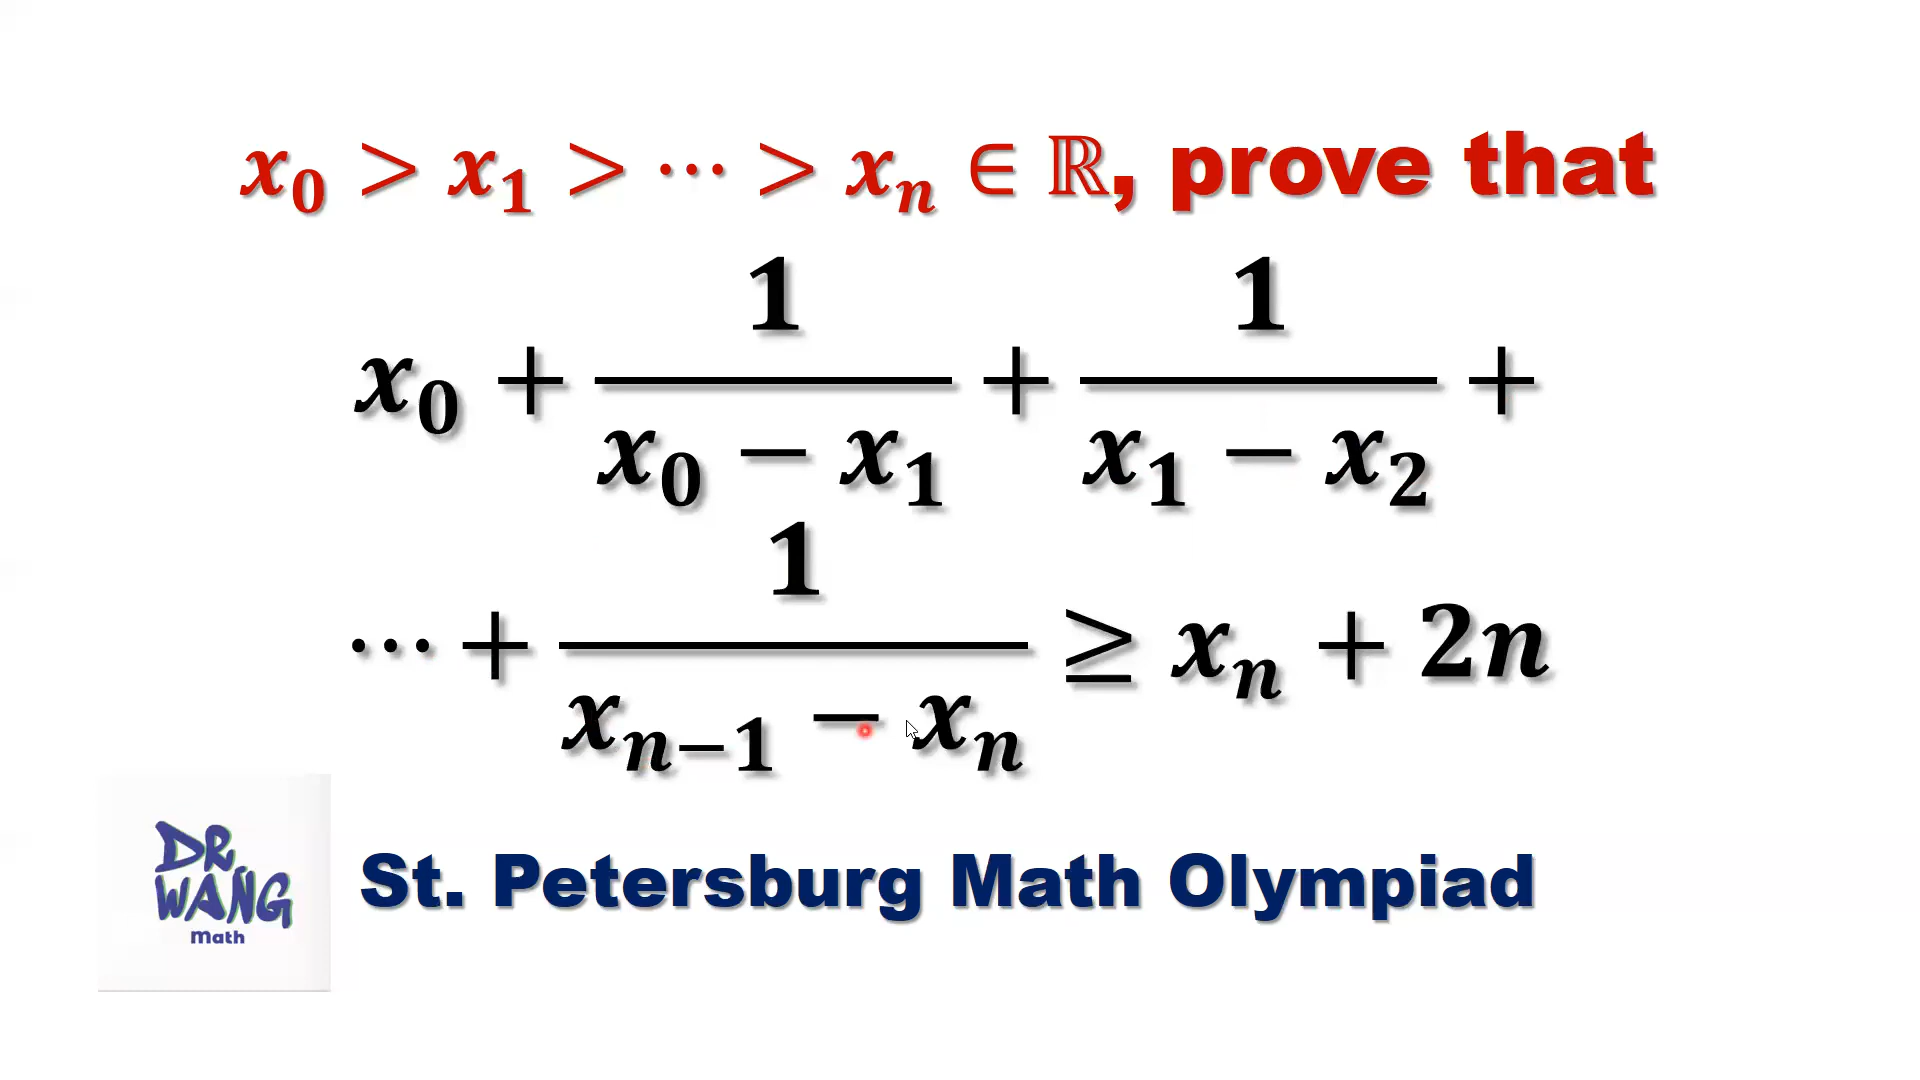 x₀ > x₁ > ⋯ > xₙ ∈ ℝ, prove that
x₀ + 1/(x₀ − x₁) + 1/(x₁ − x₂) +
⋯ + 1/(xₙ₋₁ − xₙ) ≥ xₙ + 2n
DR.
WANG
Math
St. Petersburg Math Olympiad